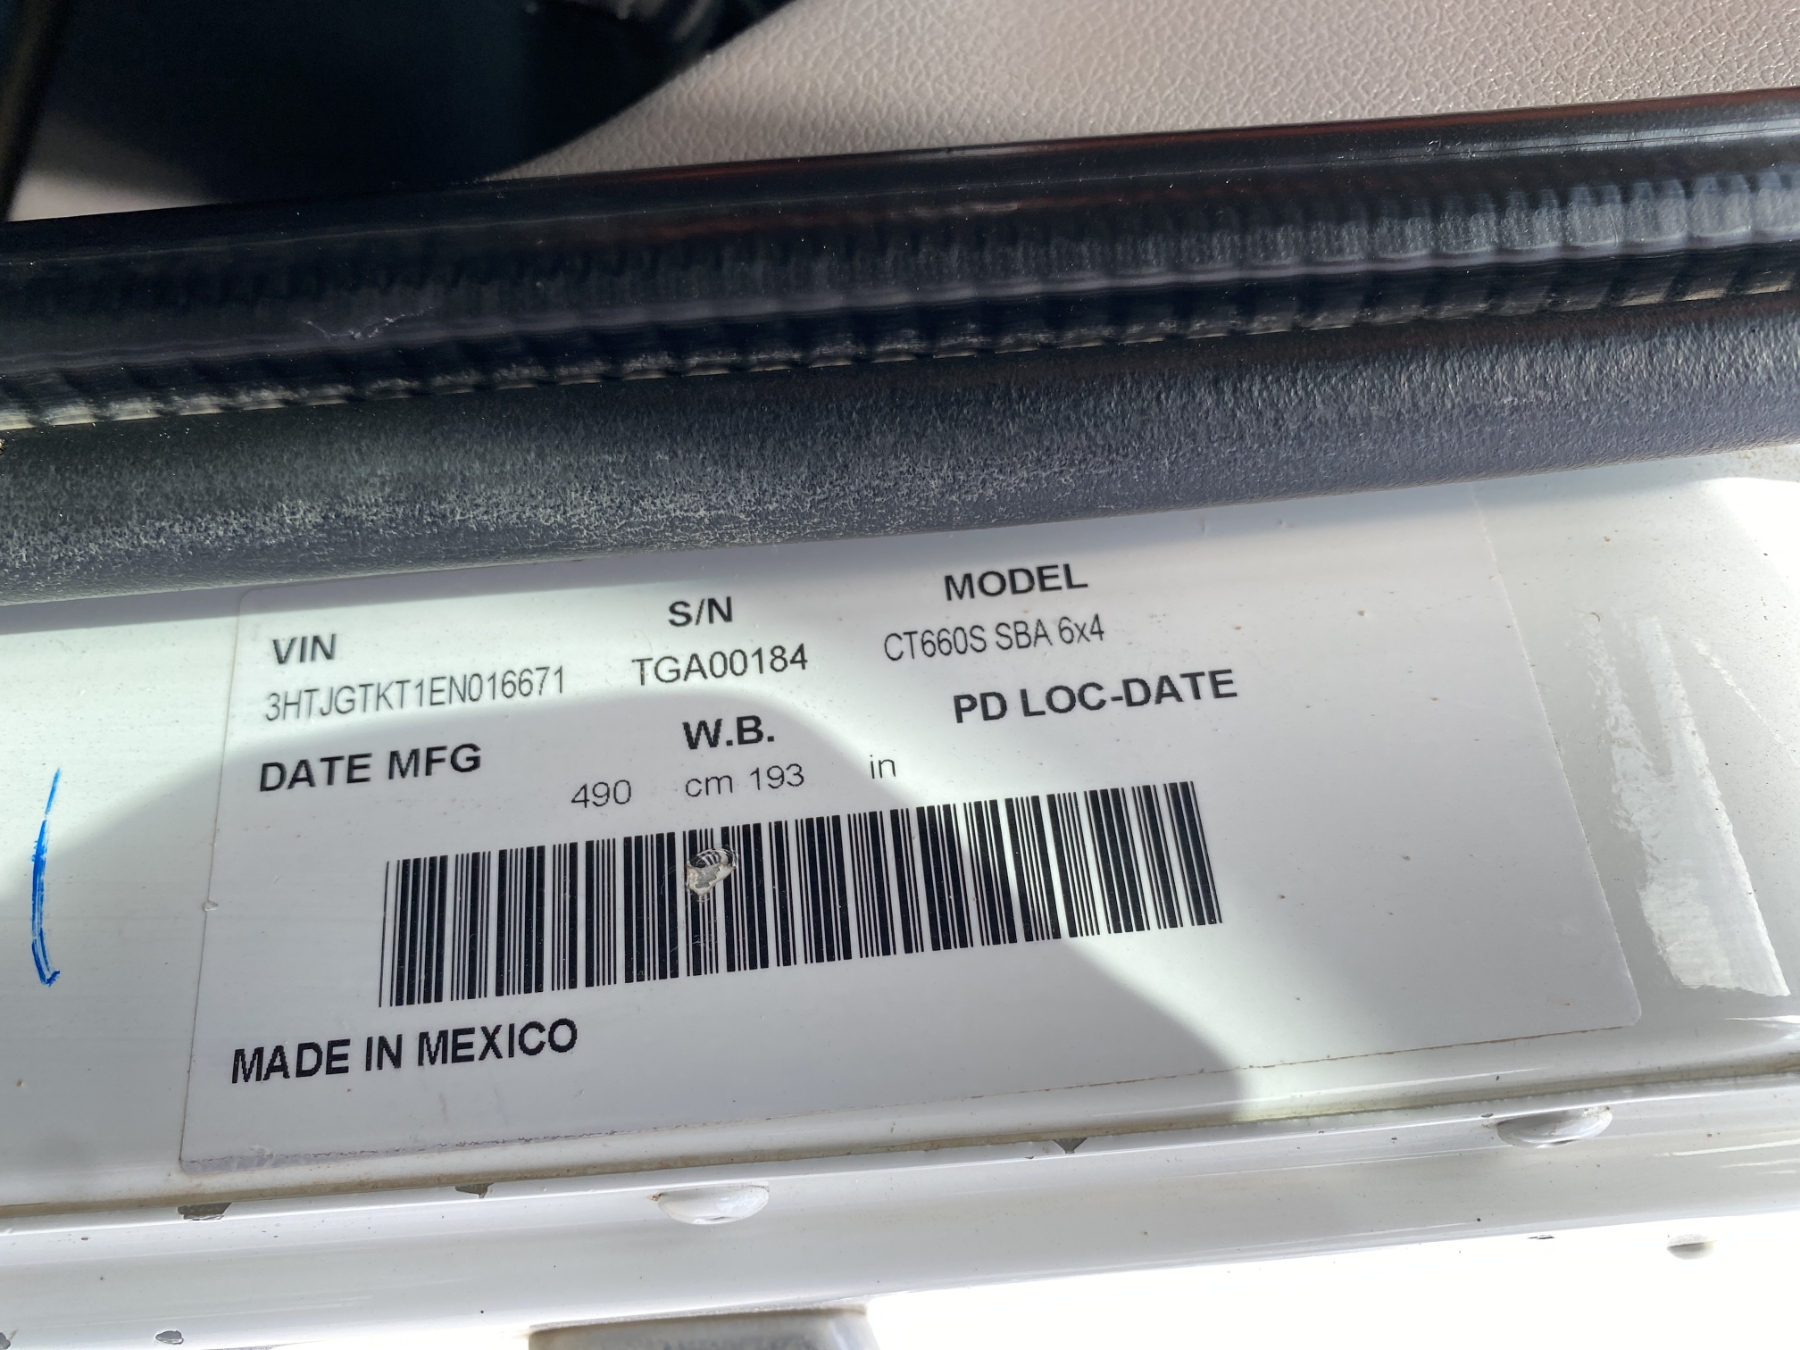 VIN S/N MODEL
3HTJGTKT1EN016671 TGA00184 CT660S SBA 6x4
DATE MFG W.B. PD LOC-DATE
490 cm 193 in
MADE IN MEXICO